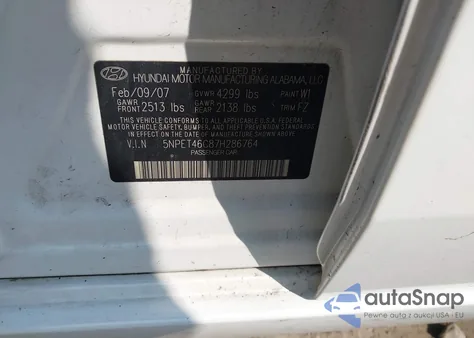 MANUFACTURED BY
HYUNDAI MOTOR MANUFACTURING ALABAMA, LLC
Feb/09/07 GVWR 4299 lbs PAINT W1
GAWR FRONT 2513 lbs GAWR REAR 2138 lbs TRIM FZ
THIS VEHICLE CONFORMS TO ALL APPLICABLE FEDERAL
MOTOR VEHICLE SAFETY, BUMPER, AND THEFT PREVENTION
STANDARDS IN EFFECT ON THE DATE OF MANUFACTURE SHOWN ABOVE.
V.I.N 5NPET46C87H286764
PASSENGER CAR
autoSnap
Pewne auta z aukcji USA i EU